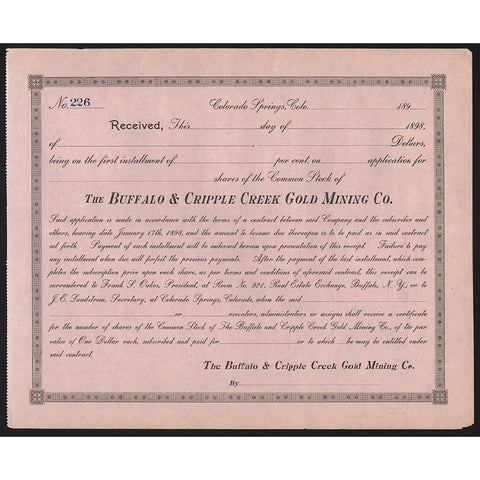 No. 226 Colorado Springs, Colo. 189
Received, This day of 1898,
of Dollars,
being on the first installment of per cent. on application for
shares of the Common Stock of
THE BUFFALO & CRIPPLE CREEK GOLD MINING CO.
Said application is made in accordance with the terms of a contract between said Company and the subscriber and
others, bearing date January 17th, 1898, and the amount to become due thereupon is to be paid as in said contract
set forth. Payment of each installment will be indorsed hereon upon presentation of this receipt. Failure to pay
any installment when due will forfeit the previous payments. After the payment of the last installment, which com-
pletes the subscription price upon each share, as per terms and conditions of aforesaid contract, this receipt can be
surrendered to Frank S. Oakes, President, at Room No. 921, Real Estate Exchange, Buffalo, N. Y., or to
J. E. Lundstrom, Secretary, at Colorado Springs, Colorado, when the said
or executors, administrators or assigns shall receive a certificate
for the number of shares of the Common Stock of The Buffalo and Cripple Creek Gold Mining Co., of the par
value of One Dollar each, subscribed and paid for or to which he may be entitled under
said contract.
The Buffalo & Cripple Creek Gold Mining Co.
By